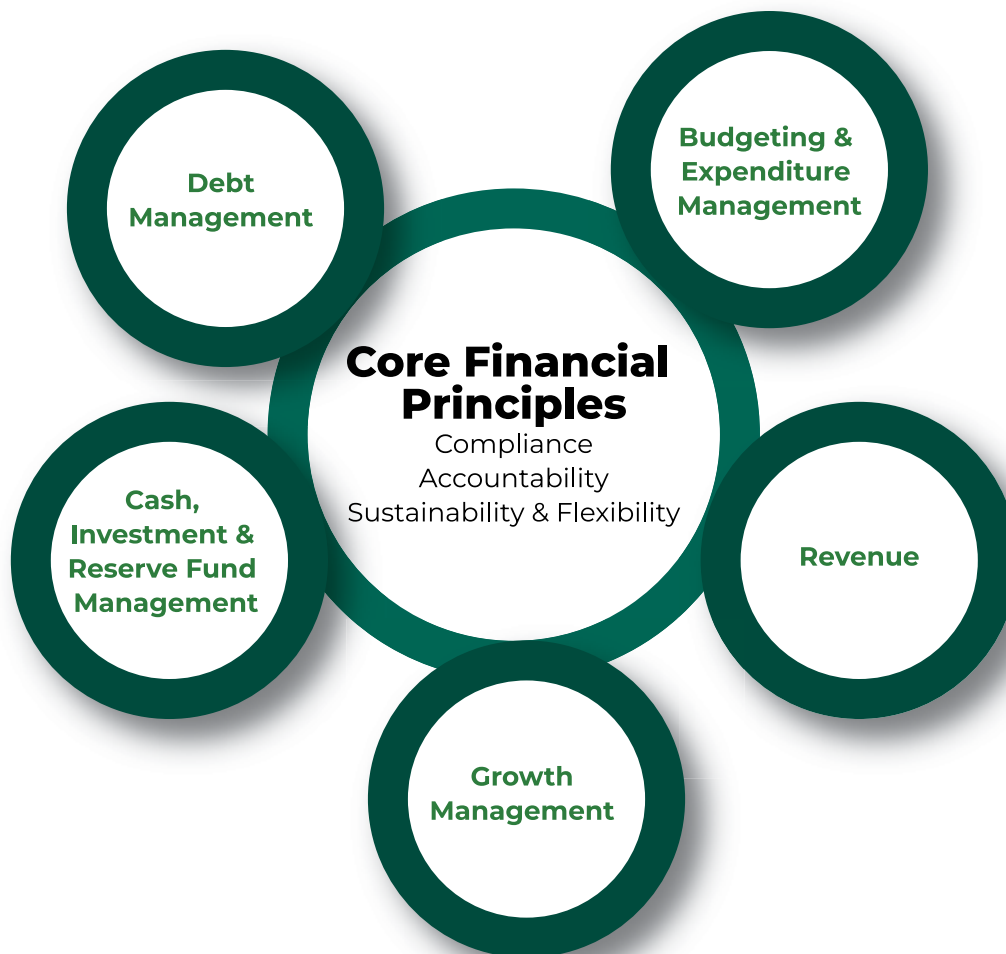 Debt
Management
Budgeting &
Expenditure
Management
Core Financial
Principles
Compliance
Accountability
Sustainability & Flexibility
Cash,
Investment &
Reserve Fund
Management
Revenue
Growth
Management